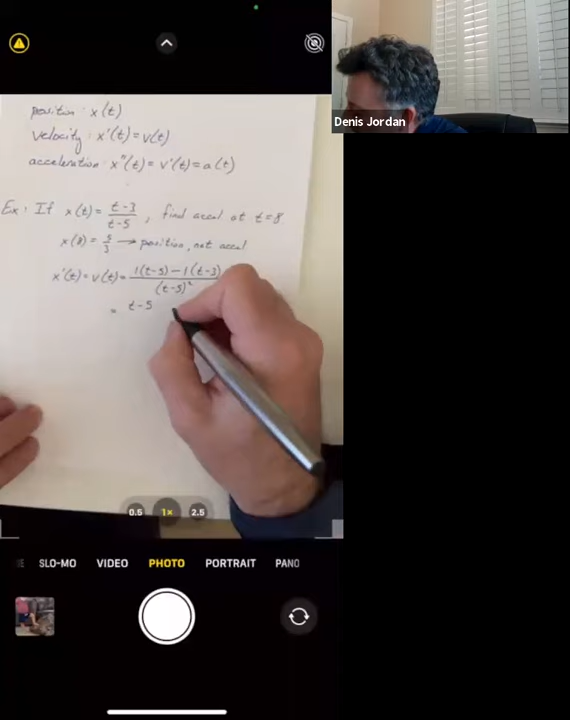 Denis Jordan
position: x(t)
velocity: x'(t) = v(t)
acceleration: x"(t) = v'(t) = a(t)
Ex: If x(t) = t-3/t-5, find accel at t=8
x(8) = 5/3 → position, not accel
x'(t) = v(t) = 1(t-5) - 1(t-3)/(t-5)²
= t-5
0.5 1× 2.5
SLO-MO VIDEO PHOTO PORTRAIT PANO